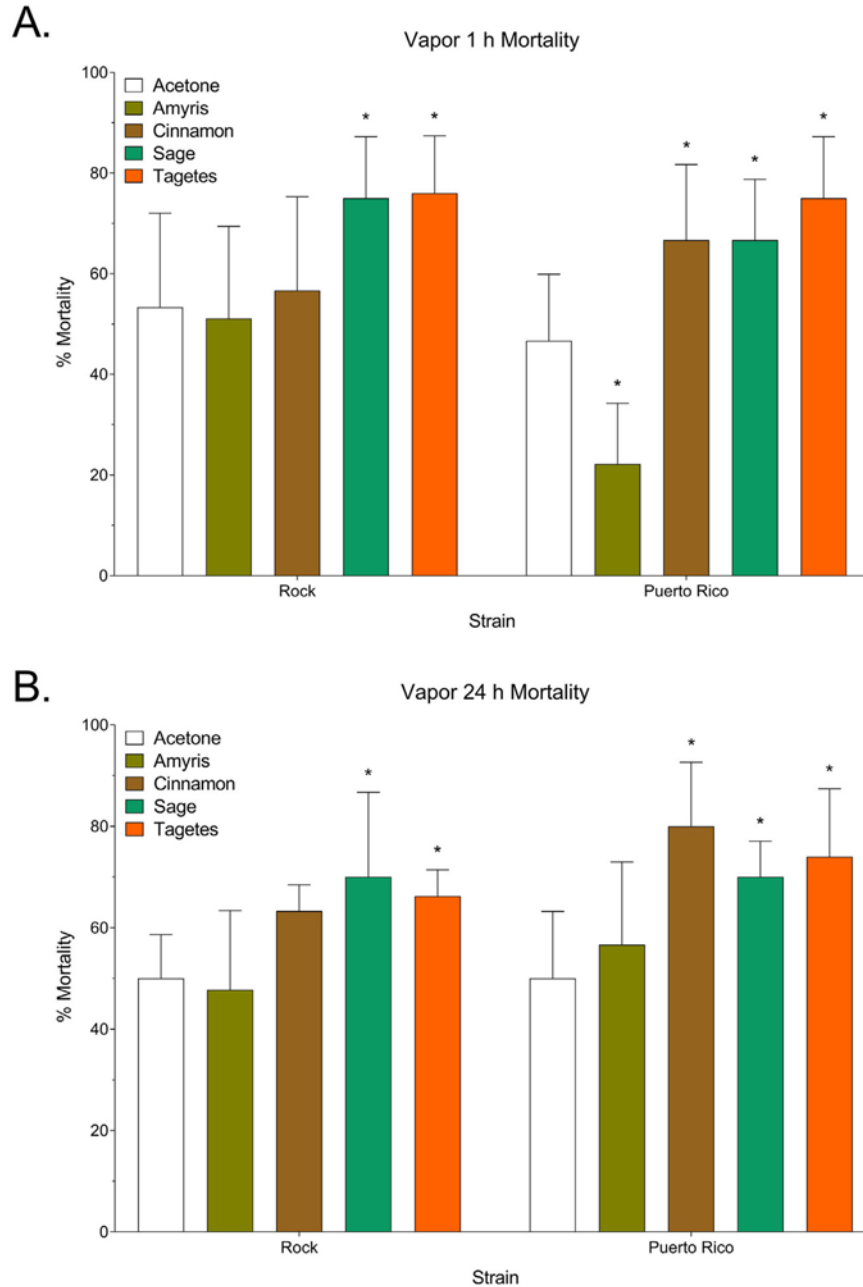 A.
Vapor 1 h Mortality
100
80
60
40
20
0
% Mortality
Acetone
Amyris
Cinnamon
Sage
Tagetes
* *
* * * *
Rock Puerto Rico
Strain
B.
Vapor 24 h Mortality
100
80
60
40
20
0
% Mortality
Acetone
Amyris
Cinnamon
Sage
Tagetes
* *
* * *
Rock Puerto Rico
Strain